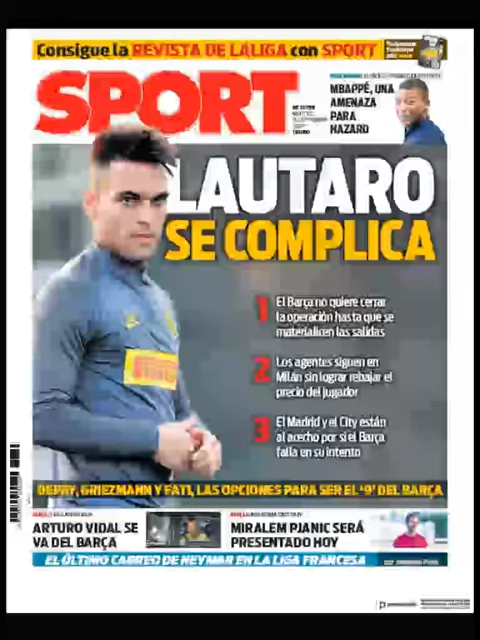 Consigue la REVISTA DE LALIGA con SPORT
SPORT
MBAPPÉ, UNA
AMENAZA
PARA
HAZARD
LAUTARO
SE COMPLICA
1 El Barça no quiere cerrar
la operación hasta que se
materialicen las salidas
2 Los agentes siguen en
Milán sin lograr rebajar el
precio del jugador
3 El Madrid y el City están
al acecho por si el Barça
falla en su intento
PIRELLI
DEPAY, GRIEZMANN Y FATI, LAS OPCIONES PARA SER EL '9' DEL BARÇA
ARTURO VIDAL SE
VA DEL BARÇA
MIRALEM PJANIC SERÁ
PRESENTADO HOY
EL ÚLTIMO CABREO DE NEYMAR EN LA LIGA FRANCESA